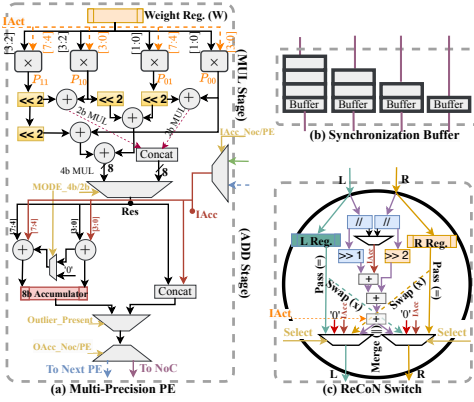 Weight Reg. (W)
IAct
[3:2]
[7:4]
[3:2]
[3:0]
[1:0]
[7:4]
[1:0]
[3:0]
×
×
×
×
P11
P10
P01
P00
<< 2
+
<< 2
<< 2
+
2b MUL
2b MUL
<< 2
+
+
(MUL Stage)
+
Concat
IAcc_Noc/PE
4b MUL
8
8
MODE_4b/2b
Res
IAcc
[7:4]
[7:4]
[3:0]
[3:0]
+
+
'0'
(ADD Stage)
8b Accumulator
Concat
Outlier_Present
OAcc_Noc/PE
To Next PE
To NoC
(a) Multi-Precision PE
Buffer
Buffer
Buffer
Buffer
(b) Synchronization Buffer
L
R
//
//
L Reg.
R Reg.
IAcc
>> 1
>> 2
+
+
Pass (=)
Swap (x)
Swap (x)
Pass (=)
IAct
'0'
IAcc
+
IAcc
'0'
Select
Select
Merge (||)
L
R
(c) ReCoN Switch